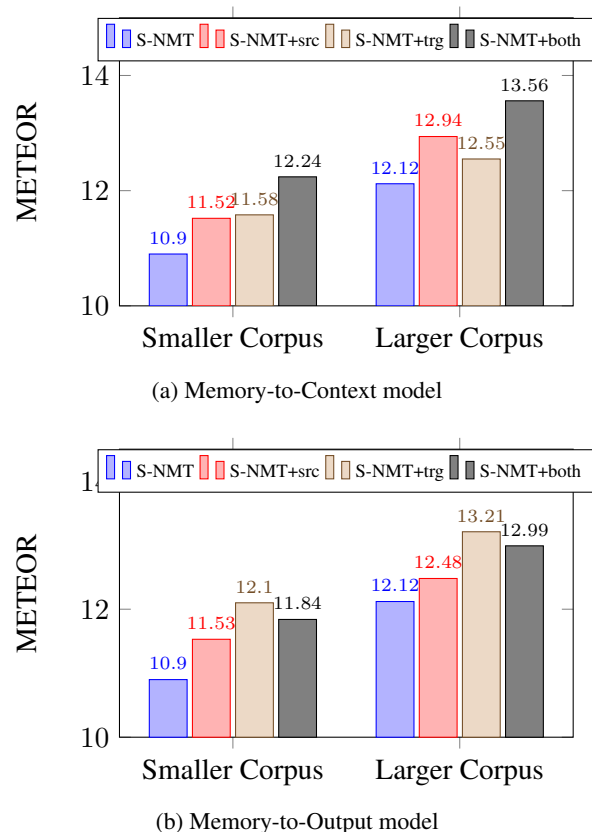 S-NMT S-NMT+src S-NMT+trg S-NMT+both
14
12
10
METEOR
10.9
11.52
11.58
12.24
12.12
12.94
12.55
13.56
Smaller Corpus Larger Corpus
(a) Memory-to-Context model
S-NMT S-NMT+src S-NMT+trg S-NMT+both
14
12
10
METEOR
10.9
11.53
12.1
11.84
12.12
12.48
13.21
12.99
Smaller Corpus Larger Corpus
(b) Memory-to-Output model